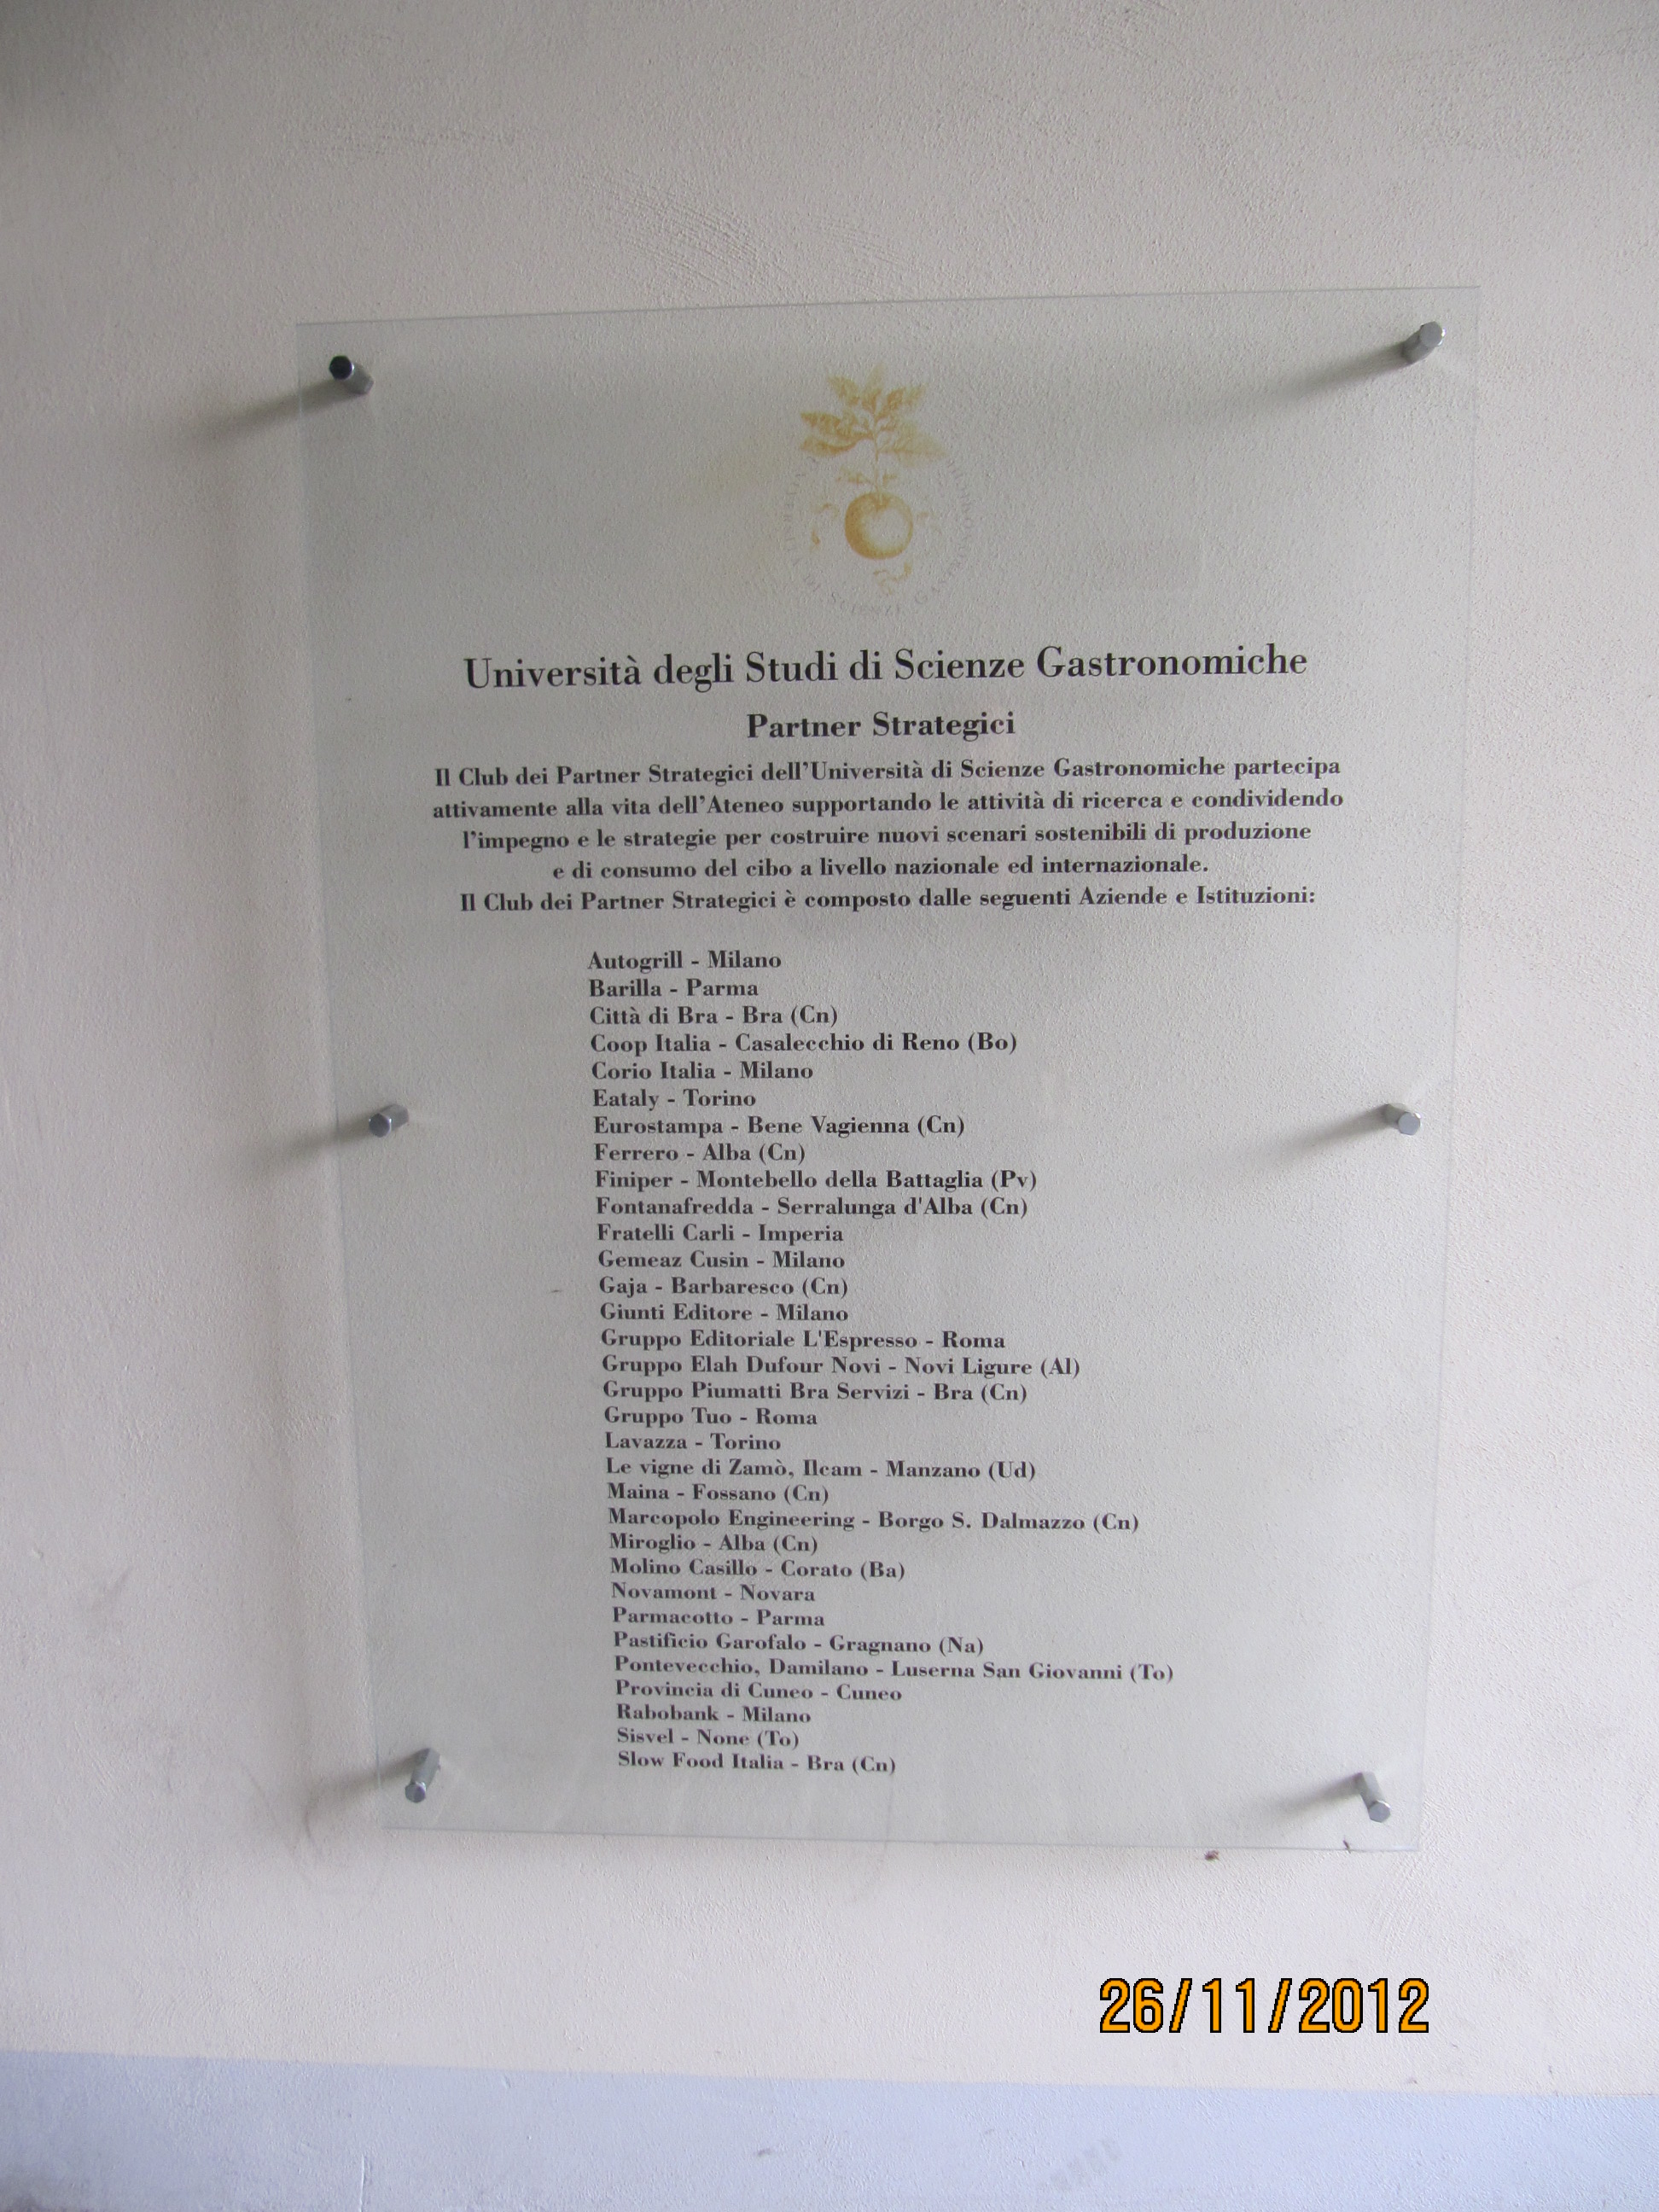 Università degli Studi di Scienze Gastronomiche
Partner Strategici
Il Club dei Partner Strategici dell'Università di Scienze Gastronomiche partecipa
attivamente alla vita dell'Ateneo supportando le attività di ricerca e condividendo
l'impegno e le strategie per costruire nuovi scenari sostenibili di produzione
e di consumo del cibo a livello nazionale ed internazionale.
Il Club dei Partner Strategici è composto dalle seguenti Aziende e Istituzioni:
Autogrill - Milano
Barilla - Parma
Città di Bra - Bra (Cn)
Coop Italia - Casalecchio di Reno (Bo)
Corio Italia - Milano
Eataly - Torino
Eurostampa - Bene Vagienna (Cn)
Ferrero - Alba (Cn)
Finiper - Montebello della Battaglia (Pv)
Fontanafredda - Serralunga d'Alba (Cn)
Fratelli Carli - Imperia
Gemeaz Cusin - Milano
Gaja - Barbaresco (Cn)
Giunti Editore - Milano
Gruppo Editoriale L'Espresso - Roma
Gruppo Elah Dufour Novi - Novi Ligure (Al)
Gruppo Piumatti Bra Servizi - Bra (Cn)
Gruppo Tuo - Roma
Lavazza - Torino
Le vigne di Zamò, Ilcam - Manzano (Ud)
Maina - Fossano (Cn)
Marcopolo Engineering - Borgo S. Dalmazzo (Cn)
Miroglio - Alba (Cn)
Molino Casillo - Corato (Ba)
Novamont - Novara
Parmacotto - Parma
Pastificio Garofalo - Gragnano (Na)
Pontevecchio, Damilano - Luserna San Giovanni (To)
Provincia di Cuneo - Cuneo
Rabobank - Milano
Sisvel - None (To)
Slow Food Italia - Bra (Cn)
26/11/2012